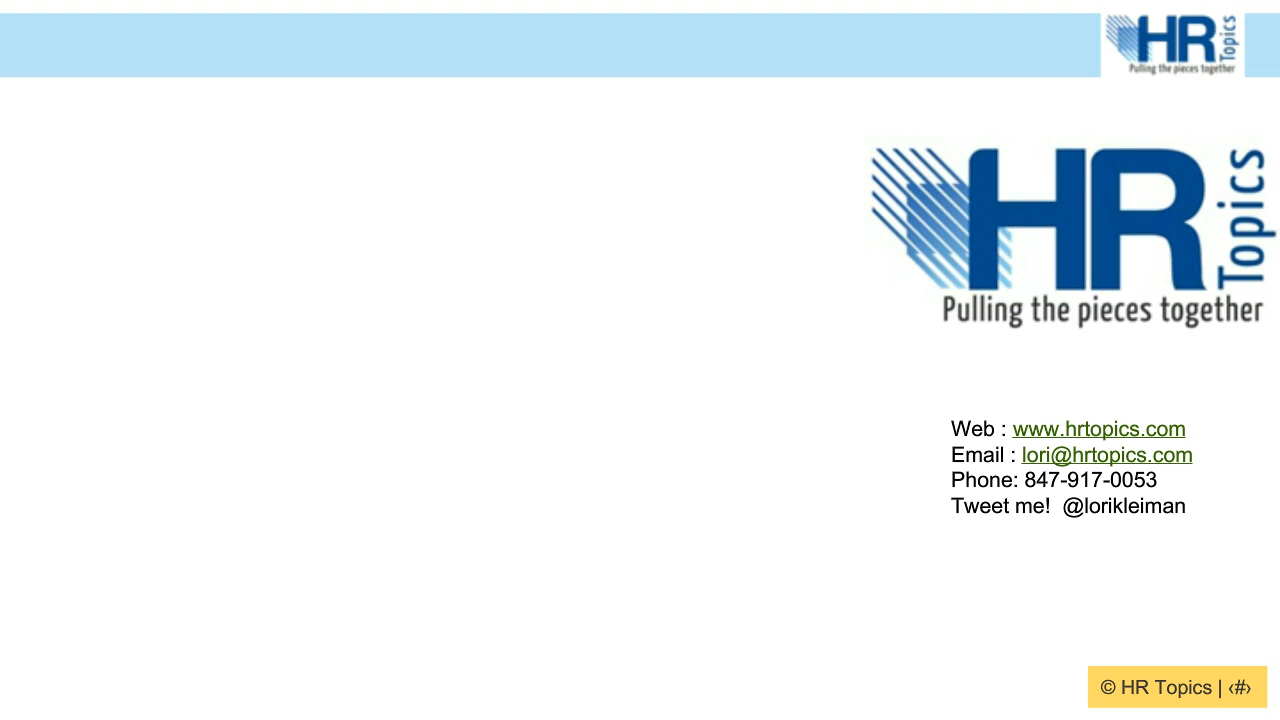 HR Topics
Pulling the pieces together
HR Topics
Pulling the pieces together
Web : www.hrtopics.com
Email : lori@hrtopics.com
Phone: 847-917-0053
Tweet me!  @lorikleiman
© HR Topics | ‹#›